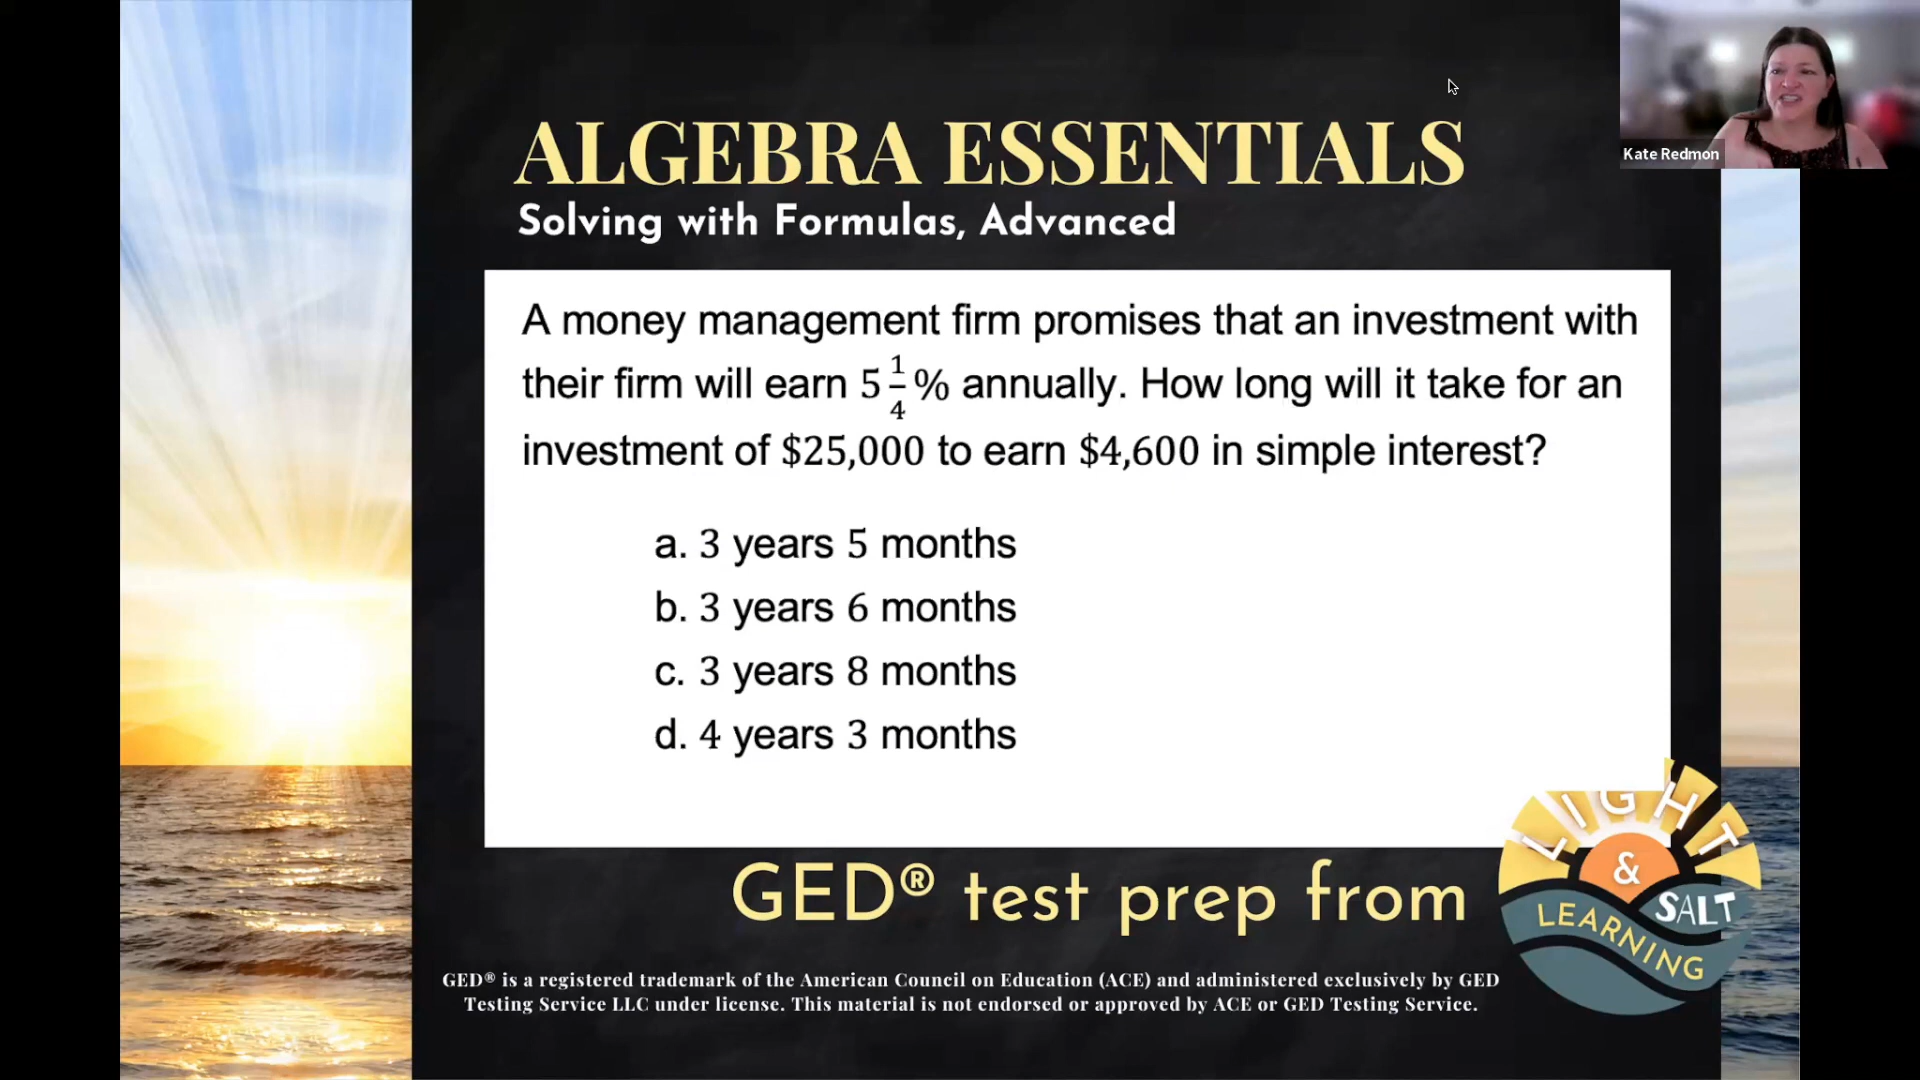 Kate Redmon
ALGEBRA ESSENTIALS
Solving with Formulas, Advanced
A money management firm promises that an investment with
their firm will earn 5 1/4% annually. How long will it take for an
investment of $25,000 to earn $4,600 in simple interest?
a. 3 years 5 months
b. 3 years 6 months
c. 3 years 8 months
d. 4 years 3 months
GED® test prep from
LIGHT
&
SALT
LEARNING
GED® is a registered trademark of the American Council on Education (ACE) and administered exclusively by GED
Testing Service LLC under license. This material is not endorsed or approved by ACE or GED Testing Service.